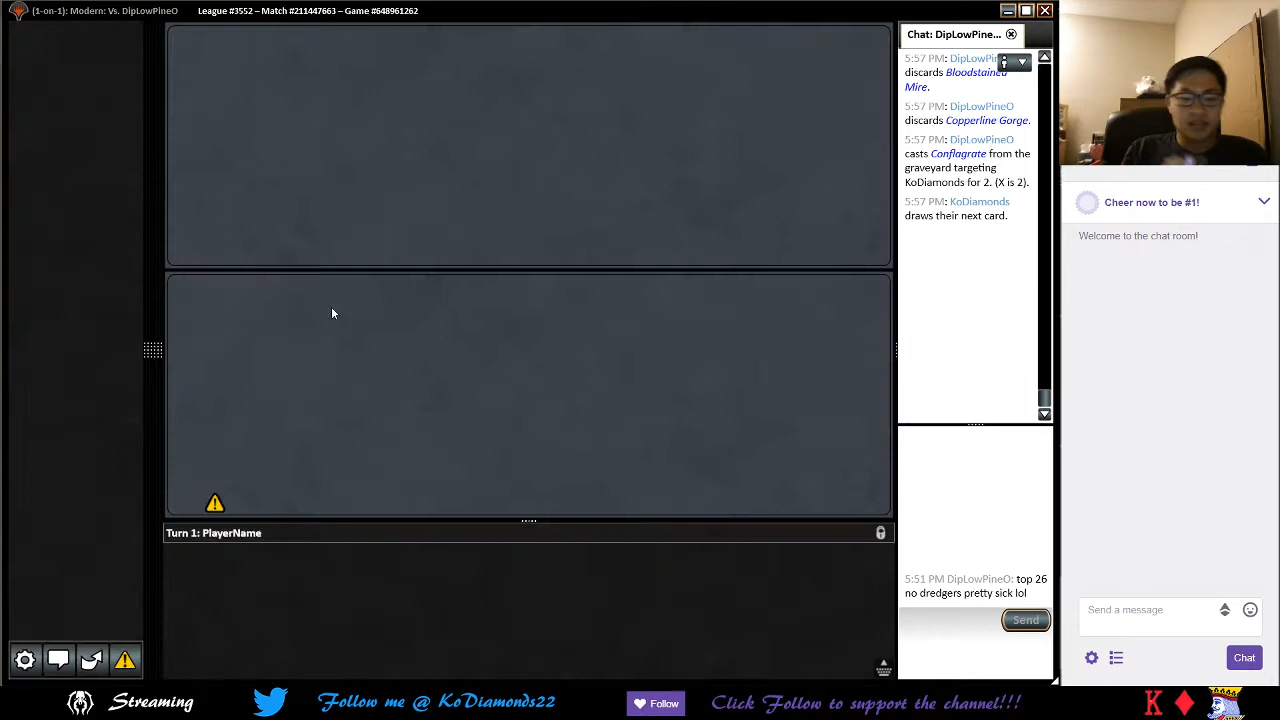 (1-on-1): Modern: Vs. DipLowPineO League #3552 – Match #211447663 – Game #648961262
Chat: DipLowPine...
5:57 PM: DipLowPin
discards Bloodstained
Mire.
5:57 PM: DipLowPineO
discards Copperline Gorge.
5:57 PM: DipLowPineO
casts Conflagrate from the
graveyard targeting
KoDiamonds for 2. (X is 2).
5:57 PM: KoDiamonds
draws their next card.
Turn 1: PlayerName
5:51 PM DipLowPineO: top 26
no dredgers pretty sick lol
Send
Cheer now to be #1!
Welcome to the chat room!
Send a message
Chat
Streaming
Follow me @ KoDiamonds22
Follow
Click Follow to support the channel!!!
K